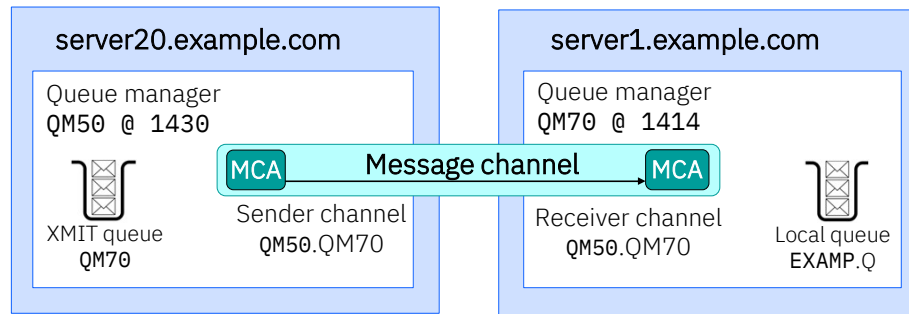 server20.example.com
Queue manager
QM50 @ 1430
XMIT queue
QM70
MCA
Sender channel
QM50.QM70
Message channel
server1.example.com
Queue manager
QM70 @ 1414
MCA
Receiver channel
QM50.QM70
Local queue
EXAMP.Q